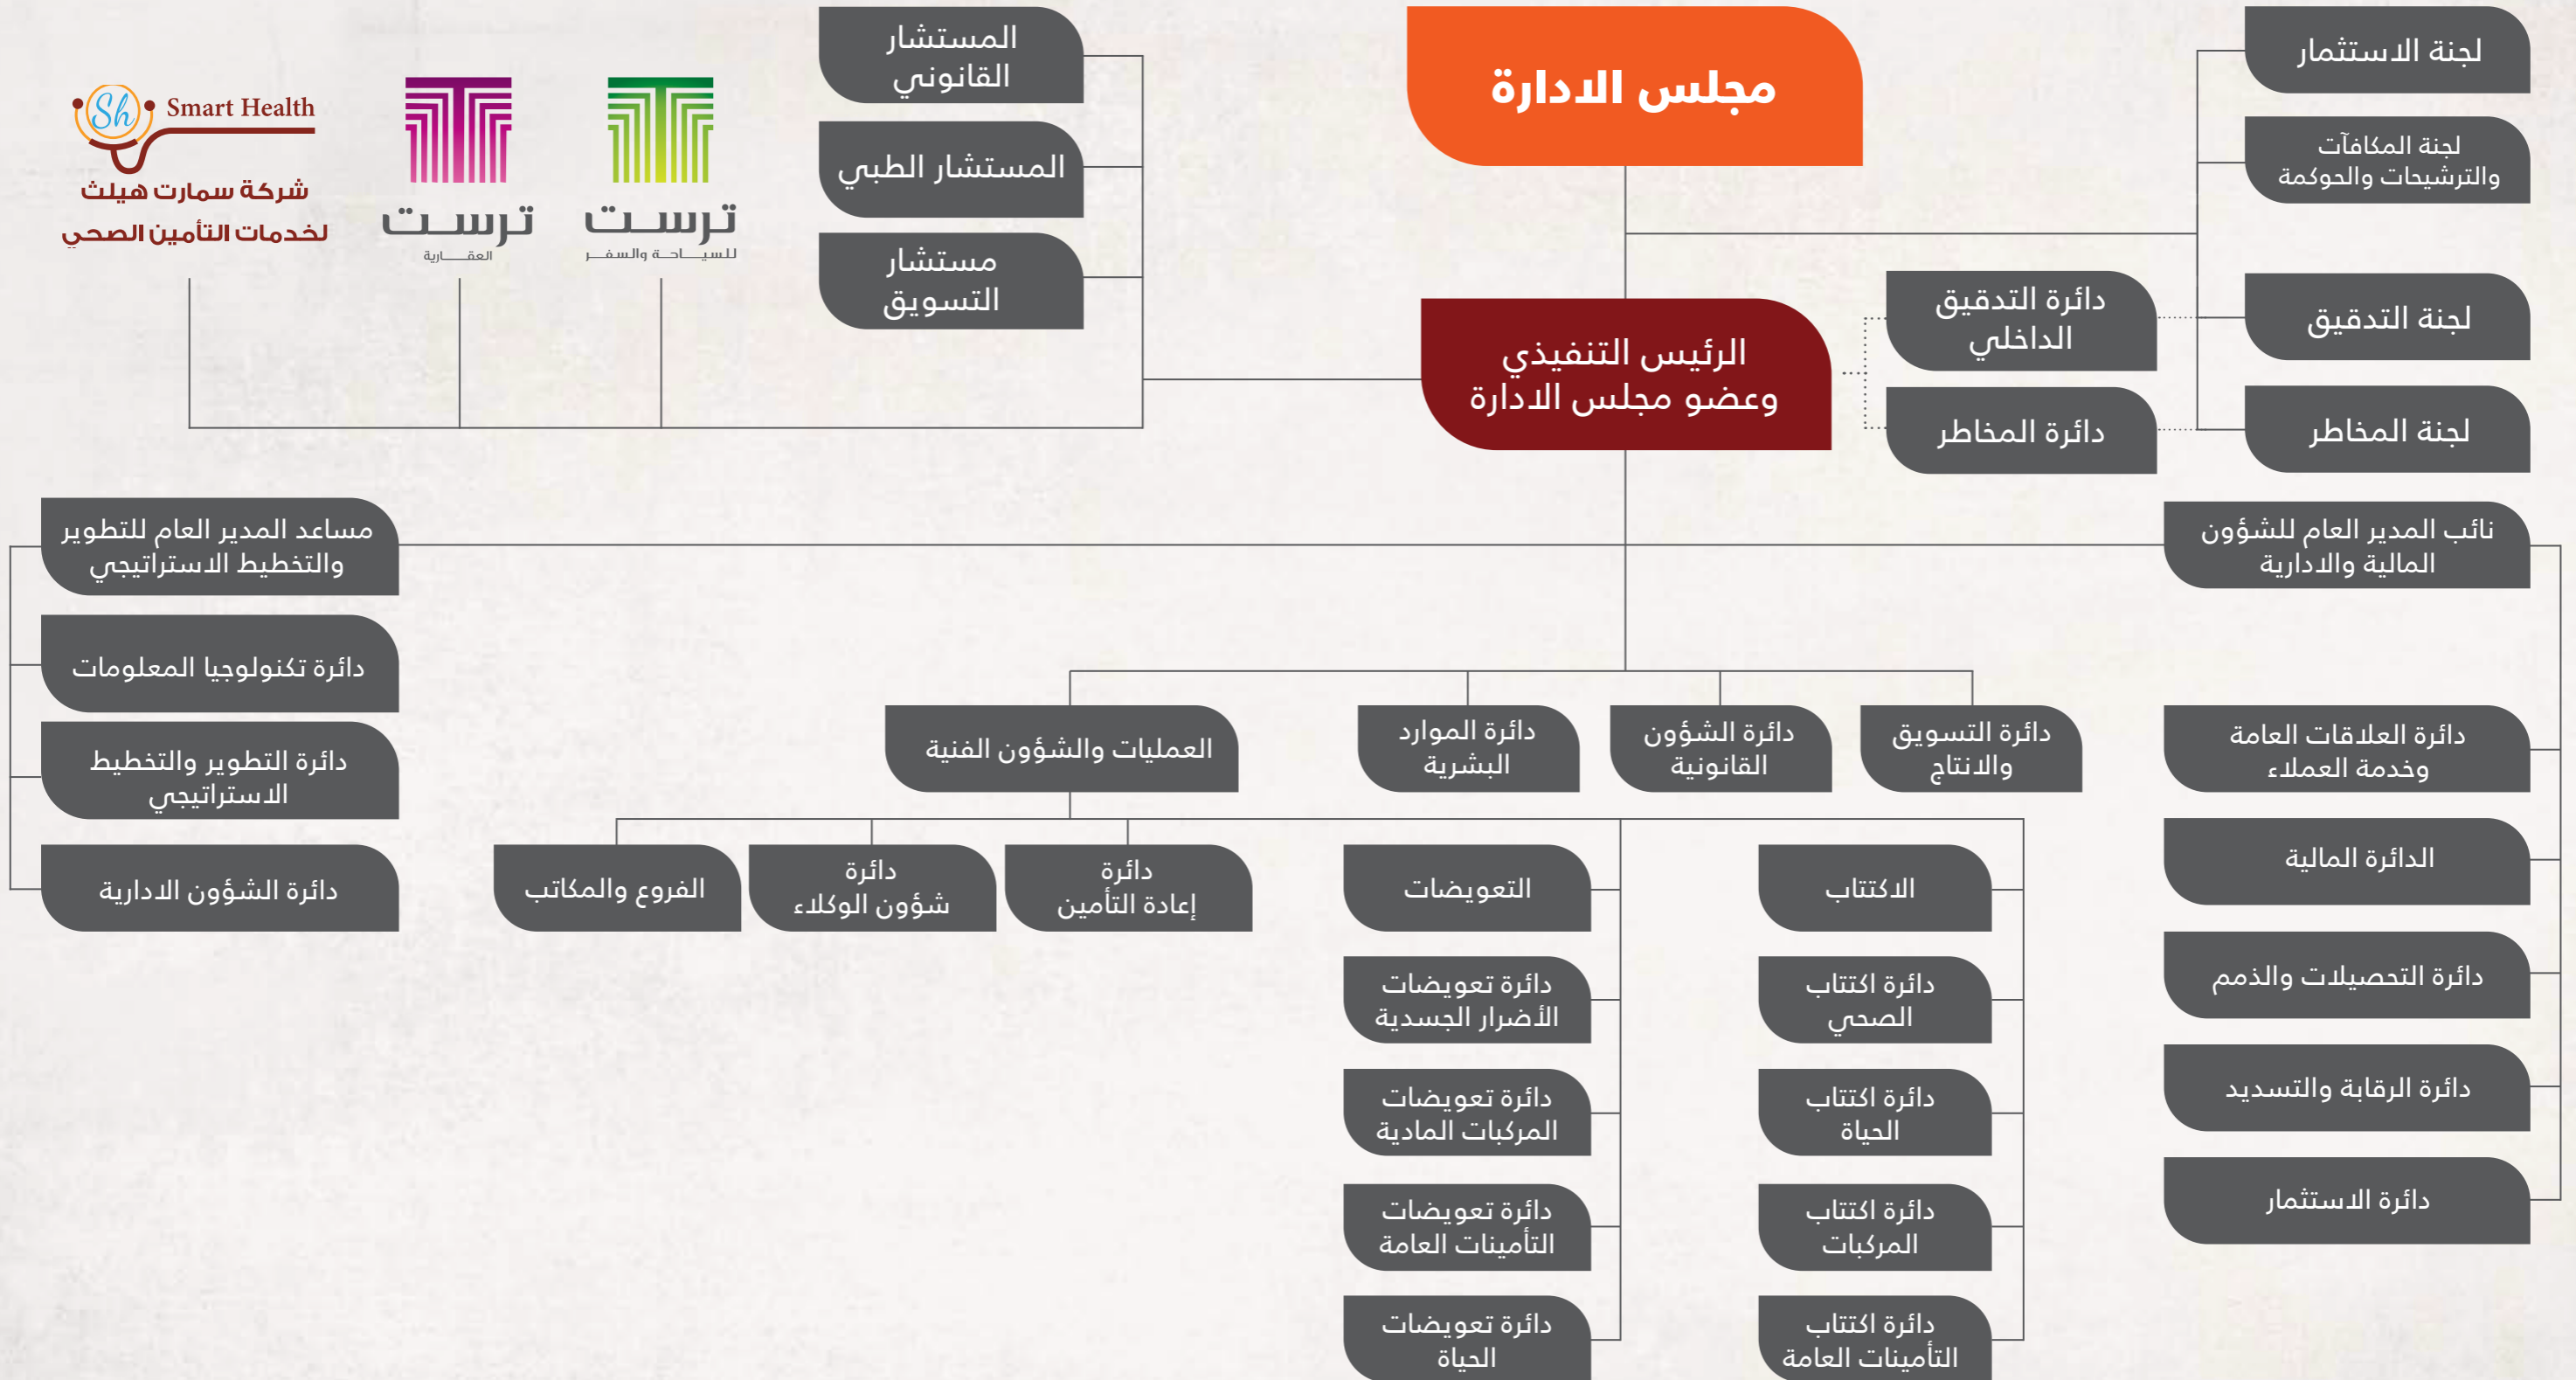 مجلس الادارة
لجنة الاستثمار
لجنة المكافآت
والترشيحات والحوكمة
لجنة التدقيق
لجنة المخاطر
دائرة التدقيق
الداخلي
دائرة المخاطر
الرئيس التنفيذي
وعضو مجلس الادارة
المستشار
القانوني
المستشار الطبي
مستشار
التسويق
ترست
للسياحة والسفر
ترست
العقارية
Sh
Smart Health
شركة سمارت هيلث
لخدمات التأمين الصحي
نائب المدير العام للشؤون
المالية والادارية
دائرة العلاقات العامة
وخدمة العملاء
الدائرة المالية
دائرة التحصيلات والذمم
دائرة الرقابة والتسديد
دائرة الاستثمار
دائرة التسويق
والانتاج
دائرة الشؤون
القانونية
دائرة الموارد
البشرية
العمليات والشؤون الفنية
الاكتتاب
دائرة اكتتاب
الصحي
دائرة اكتتاب
الحياة
دائرة اكتتاب
المركبات
دائرة اكتتاب
التأمينات العامة
التعويضات
دائرة تعويضات
الأضرار الجسدية
دائرة تعويضات
المركبات المادية
دائرة تعويضات
التأمينات العامة
دائرة تعويضات
الحياة
دائرة
إعادة التأمين
دائرة
شؤون الوكلاء
الفروع والمكاتب
مساعد المدير العام للتطوير
والتخطيط الاستراتيجي
دائرة تكنولوجيا المعلومات
دائرة التطوير والتخطيط
الاستراتيجي
دائرة الشؤون الادارية